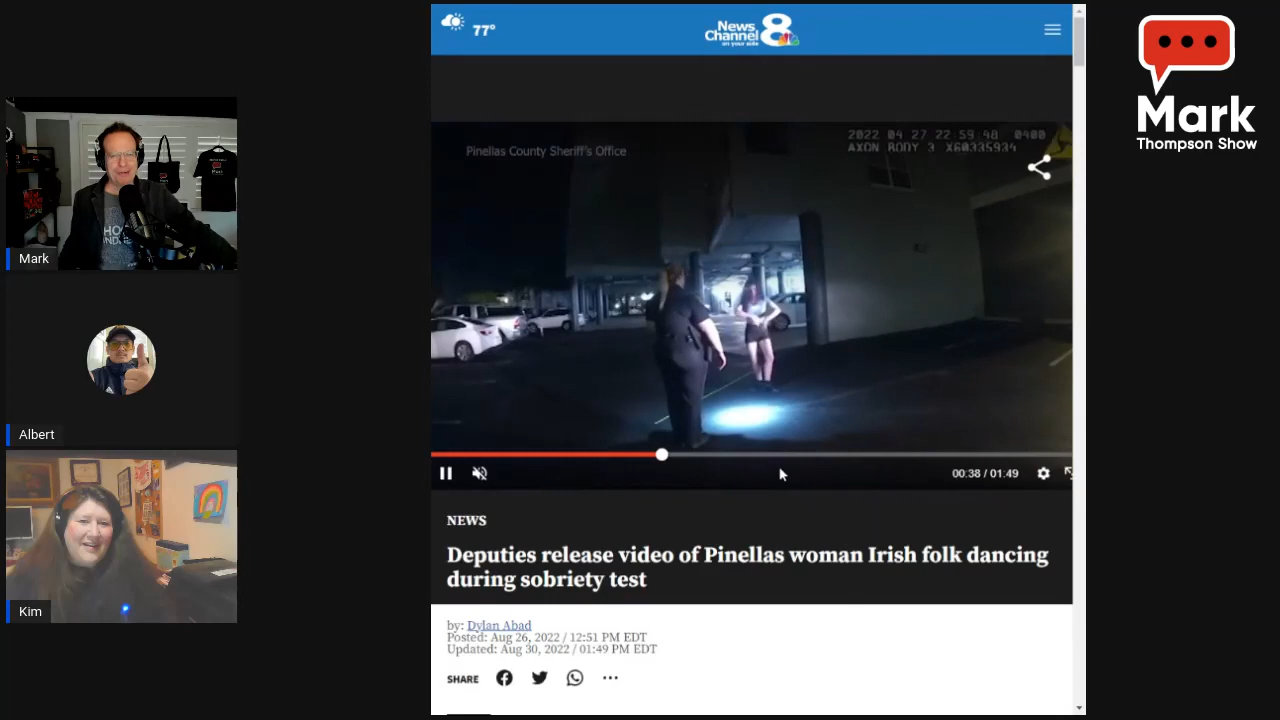 77°
News
Channel 8
on your side
Mark
Thompson Show
2022 04 27 22:59:48 0400
AXON BODY 3 X60335934
Pinellas County Sheriff's Office
Mark
Albert
Kim
00:38 / 01:49
NEWS
Deputies release video of Pinellas woman Irish folk dancing
during sobriety test
by: Dylan Abad
Posted: Aug 26, 2022 / 12:51 PM EDT
Updated: Aug 30, 2022 / 01:49 PM EDT
SHARE